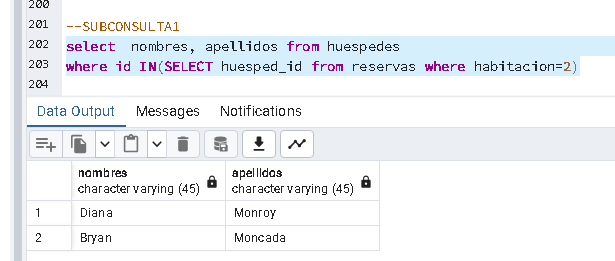 200
201 --SUBCONSULTA1
202 select nombres, apellidos from huespedes
203 where id IN(SELECT huesped_id from reservas where habitacion=2)
204
Data Output Messages Notifications
nombres apellidos
character varying (45) character varying (45)
1 Diana Monroy
2 Bryan Moncada